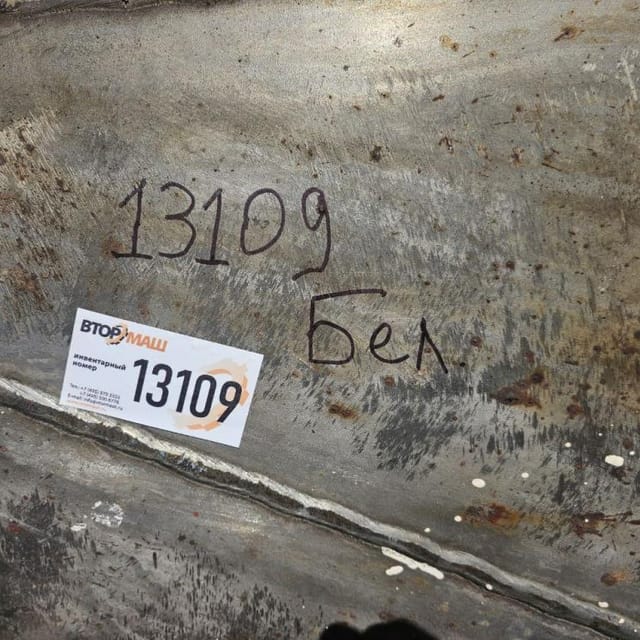 13109
Бел.
ВТОРМАШ
инвентарный
номер
13109